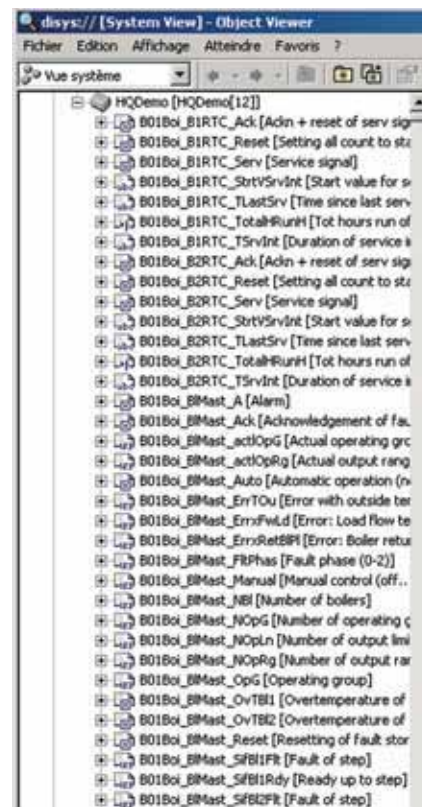 disys:// [System View] - Object Viewer
Fichier Edition Affichage Atteindre Favoris ?
Vue système
HQDemo [HQDemo[12]]
B01Boi_B1RTC_Ack [Ackn + reset of serv sig
B01Boi_B1RTC_Reset [Setting all count to sta
B01Boi_B1RTC_Serv [Service signal]
B01Boi_B1RTC_StrtVSrvInt [Start value for s
B01Boi_B1RTC_TLastSrv [Time since last serv
B01Boi_B1RTC_TotalHRunH [Tot hours run of
B01Boi_B1RTC_TSrvInt [Duration of service i
B01Boi_B2RTC_Ack [Ackn + reset of serv sig
B01Boi_B2RTC_Reset [Setting all count to sta
B01Boi_B2RTC_Serv [Service signal]
B01Boi_B2RTC_StrtVSrvInt [Start value for s
B01Boi_B2RTC_TLastSrv [Time since last serv
B01Boi_B2RTC_TotalHRunH [Tot hours run of
B01Boi_B2RTC_TSrvInt [Duration of service i
B01Boi_BlMast_A [Alarm]
B01Boi_BlMast_Ack [Acknowledgement of fau
B01Boi_BlMast_actlOpG [Actual operating gro
B01Boi_BlMast_actlOpRg [Actual output rang
B01Boi_BlMast_Auto [Automatic operation (n
B01Boi_BlMast_ErrTOu [Error with outside ter
B01Boi_BlMast_ErrxFwLd [Error: Load flow te
B01Boi_BlMast_ErrxRetBlPl [Error: Boiler retu
B01Boi_BlMast_FltPhas [Fault phase (0-2)]
B01Boi_BlMast_Manual [Manual control (off..
B01Boi_BlMast_NBl [Number of boilers]
B01Boi_BlMast_NOpG [Number of operating g
B01Boi_BlMast_NOpLn [Number of output limi
B01Boi_BlMast_NOpRg [Number of output rar
B01Boi_BlMast_OpG [Operating group]
B01Boi_BlMast_OvTBl1 [Overtemperature of
B01Boi_BlMast_OvTBl2 [Overtemperature of
B01Boi_BlMast_Reset [Resetting of fault stor
B01Boi_BlMast_SifBl1Flt [Fault of step]
B01Boi_BlMast_SifBl1Rdy [Ready up to step]
B01Boi_BlMast_SifBl2Flt [Fault of step]